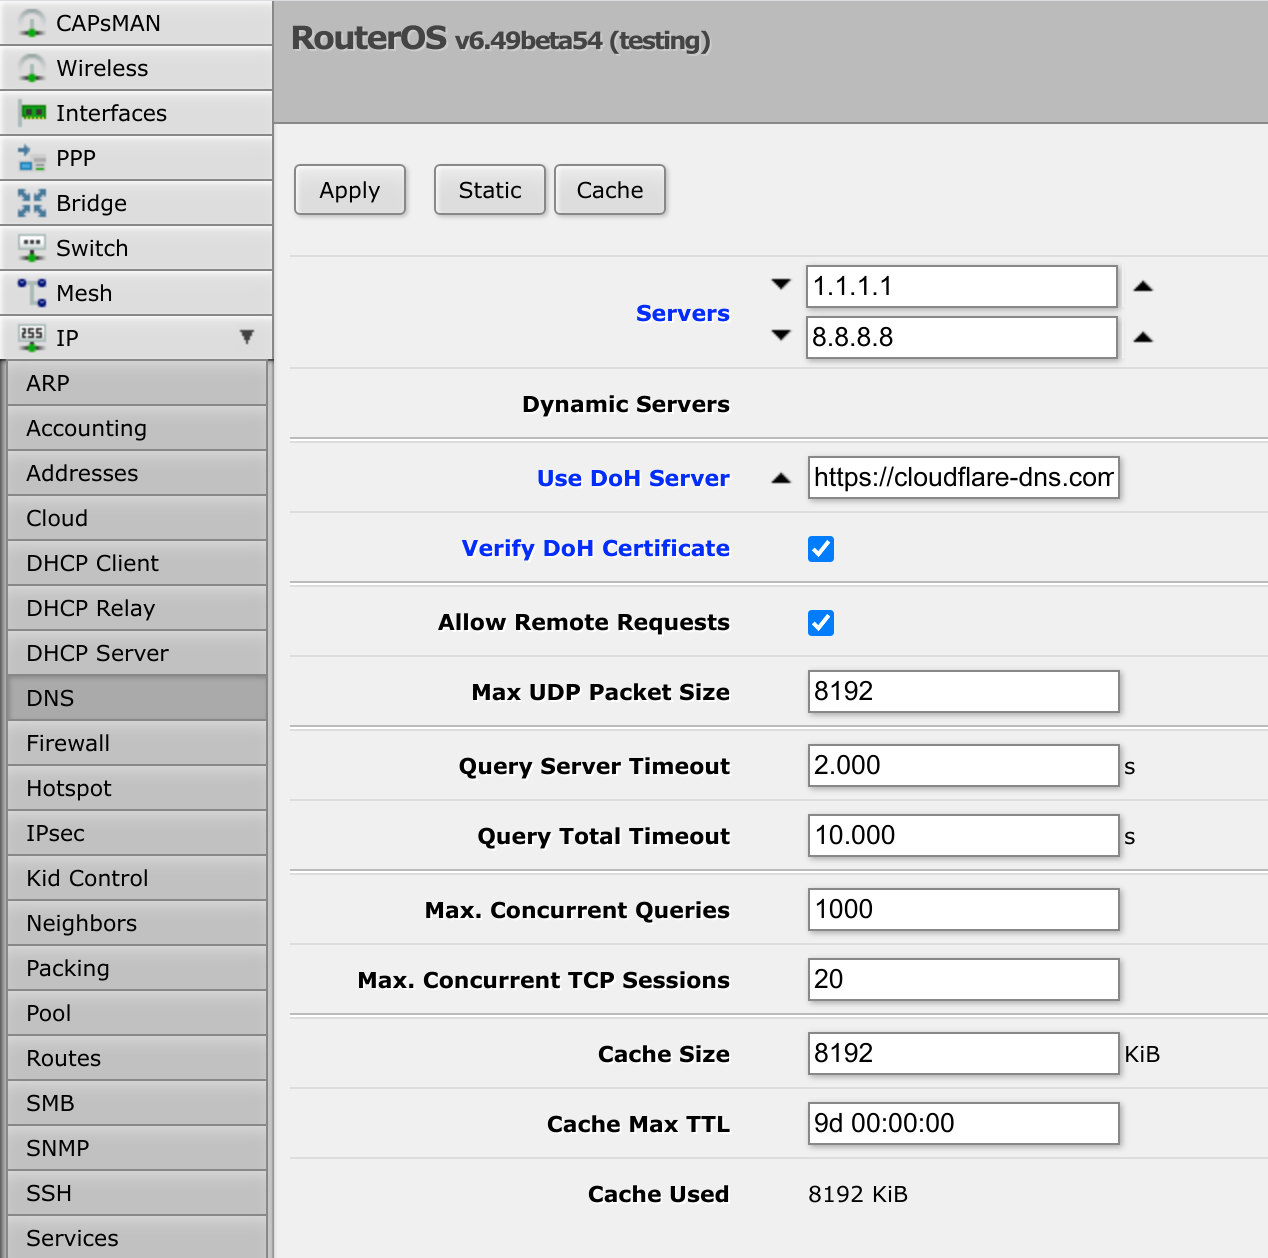 CAPsMAN
Wireless
Interfaces
PPP
Bridge
Switch
Mesh
255 IP
ARP
Accounting
Addresses
Cloud
DHCP Client
DHCP Relay
DHCP Server
DNS
Firewall
Hotspot
IPsec
Kid Control
Neighbors
Packing
Pool
Routes
SMB
SNMP
SSH
Services
RouterOS v6.49beta54 (testing)
Apply Static Cache
Servers 1.1.1.1
8.8.8.8
Dynamic Servers
Use DoH Server https://cloudflare-dns.com
Verify DoH Certificate
Allow Remote Requests
Max UDP Packet Size 8192
Query Server Timeout 2.000 s
Query Total Timeout 10.000 s
Max. Concurrent Queries 1000
Max. Concurrent TCP Sessions 20
Cache Size 8192 KiB
Cache Max TTL 9d 00:00:00
Cache Used 8192 KiB